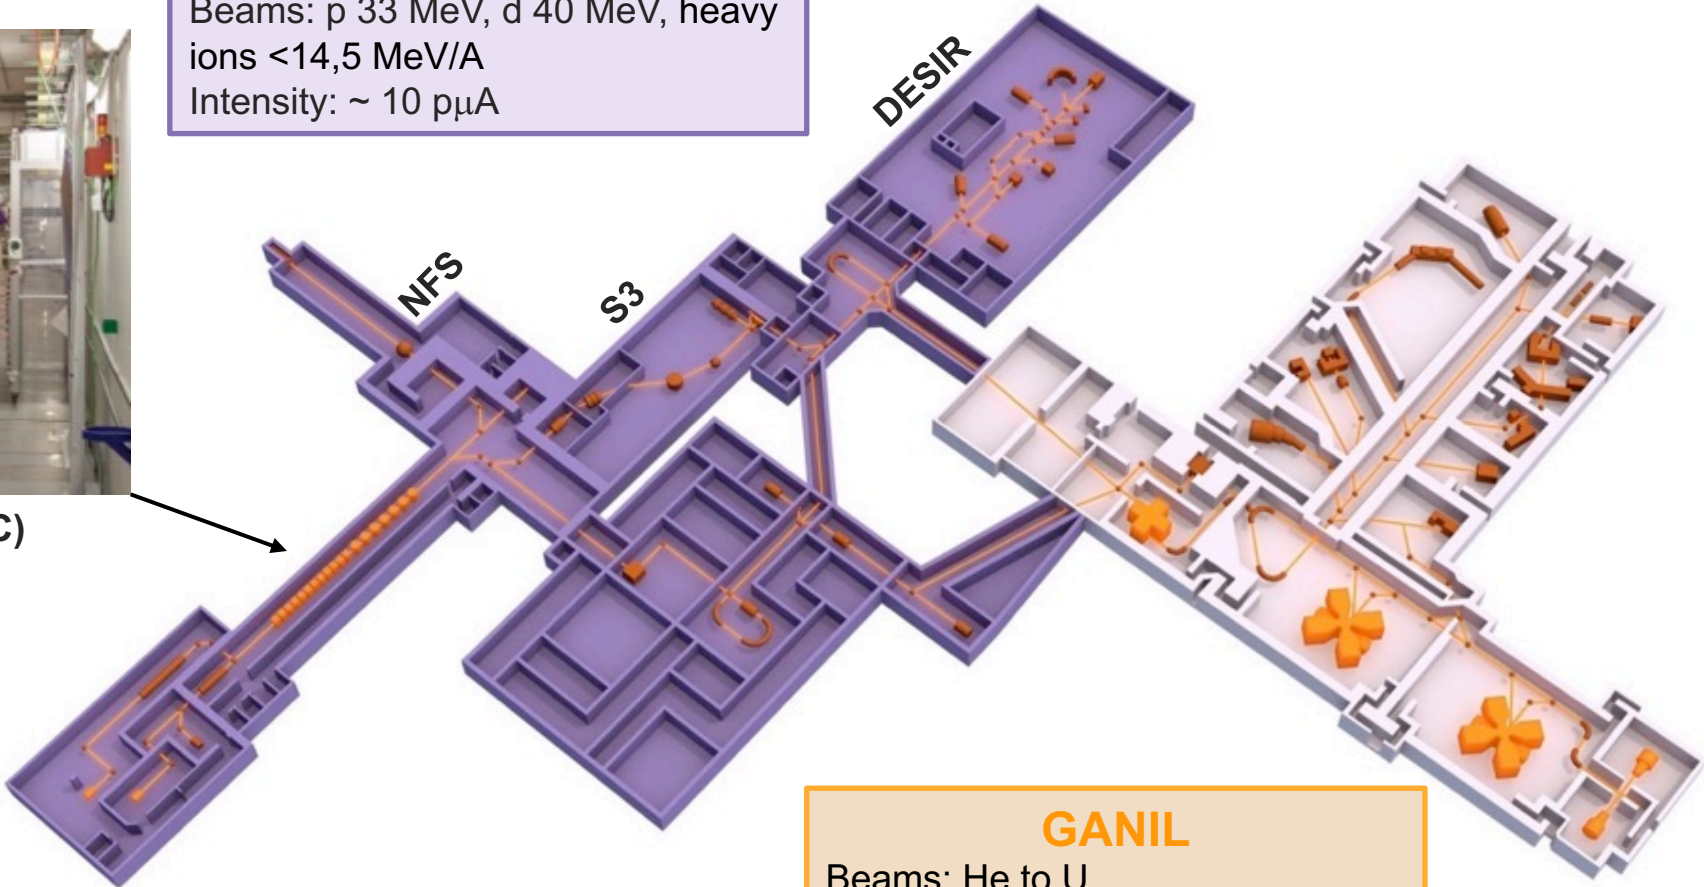 Beams: p 33 MeV, d 40 MeV, heavy
ions <14,5 MeV/A
Intensity: ~ 10 pμA
DESIR
NFS
S3
C)
GANIL
Beams: He to U